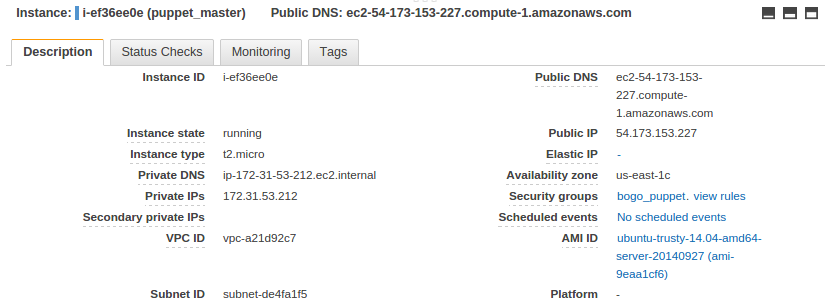 Instance: i-ef36ee0e (puppet_master) Public DNS: ec2-54-173-153-227.compute-1.amazonaws.com
Description Status Checks Monitoring Tags
Instance ID i-ef36ee0e Public DNS ec2-54-173-153-
227.compute-
1.amazonaws.com
Instance state running Public IP 54.173.153.227
Instance type t2.micro Elastic IP -
Private DNS ip-172-31-53-212.ec2.internal Availability zone us-east-1c
Private IPs 172.31.53.212 Security groups bogo_puppet. view rules
Secondary private IPs Scheduled events No scheduled events
VPC ID vpc-a21d92c7 AMI ID ubuntu-trusty-14.04-amd64-
server-20140927 (ami-
9eaa1cf6)
Subnet ID subnet-de4fa1f5 Platform -